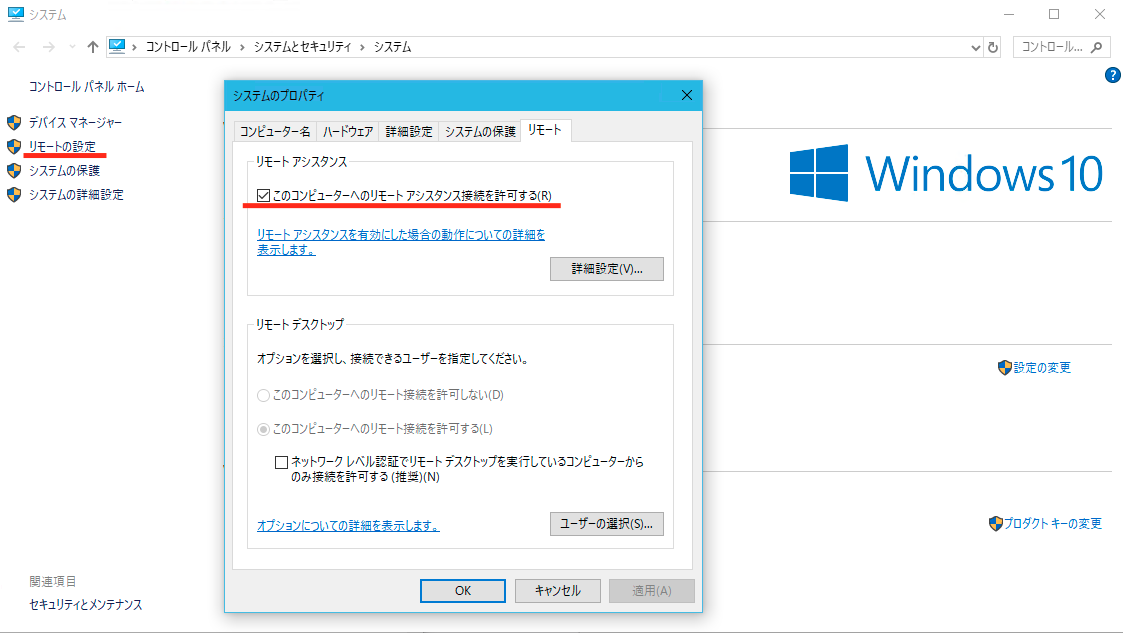 システム
コントロール パネル › システムとセキュリティ › システム
コントロール...
コントロール パネル ホーム
デバイス マネージャー
リモートの設定
システムの保護
システムの詳細設定
関連項目
セキュリティとメンテナンス
システムのプロパティ
コンピューター名 ハードウェア 詳細設定 システムの保護 リモート
リモート アシスタンス
このコンピューターへのリモート アシスタンス接続を許可する(R)
リモート アシスタンスを有効にした場合の動作についての詳細を
表示します。
詳細設定(V)...
リモート デスクトップ
オプションを選択し、接続できるユーザーを指定してください。
このコンピューターへのリモート接続を許可しない(D)
このコンピューターへのリモート接続を許可する(L)
ネットワーク レベル認証でリモート デスクトップを実行しているコンピューターから
のみ接続を許可する (推奨)(N)
オプションについての詳細を表示します。
ユーザーの選択(S)...
OK キャンセル 適用(A)
?
Windows 10
設定の変更
プロダクト キーの変更